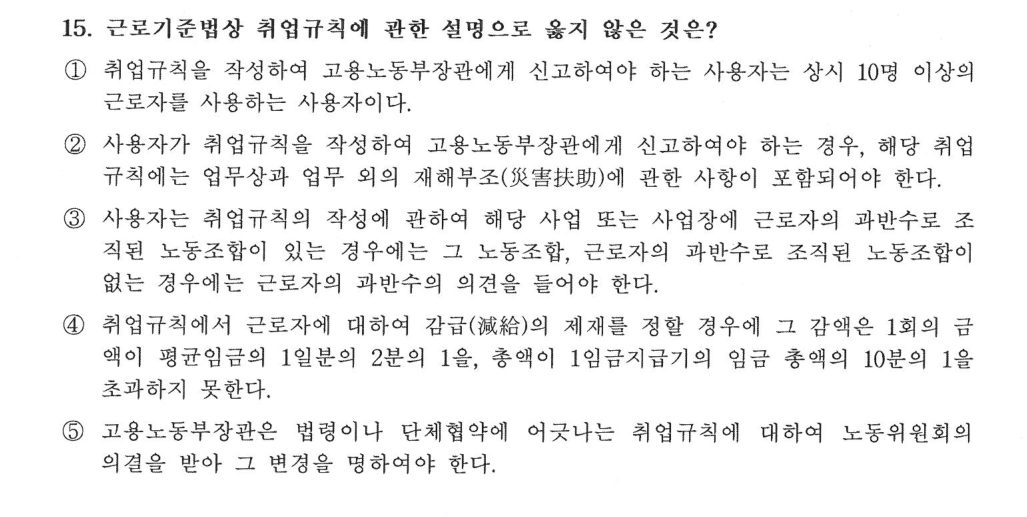 15. 근로기준법상 취업규칙에 관한 설명으로 옳지 않은 것은?
① 취업규칙을 작성하여 고용노동부장관에게 신고하여야 하는 사용자는 상시 10명 이상의
근로자를 사용하는 사용자이다.
② 사용자가 취업규칙을 작성하여 고용노동부장관에게 신고하여야 하는 경우, 해당 취업
규칙에는 업무상과 업무 외의 재해부조(災害扶助)에 관한 사항이 포함되어야 한다.
③ 사용자는 취업규칙의 작성에 관하여 해당 사업 또는 사업장에 근로자의 과반수로 조
직된 노동조합이 있는 경우에는 그 노동조합, 근로자의 과반수로 조직된 노동조합이
없는 경우에는 근로자의 과반수의 의견을 들어야 한다.
④ 취업규칙에서 근로자에 대하여 감급(減給)의 제재를 정할 경우에 그 감액은 1회의 금
액이 평균임금의 1일분의 2분의 1을, 총액이 1임금지급기의 임금 총액의 10분의 1을
초과하지 못한다.
⑤ 고용노동부장관은 법령이나 단체협약에 어긋나는 취업규칙에 대하여 노동위원회의
의결을 받아 그 변경을 명하여야 한다.